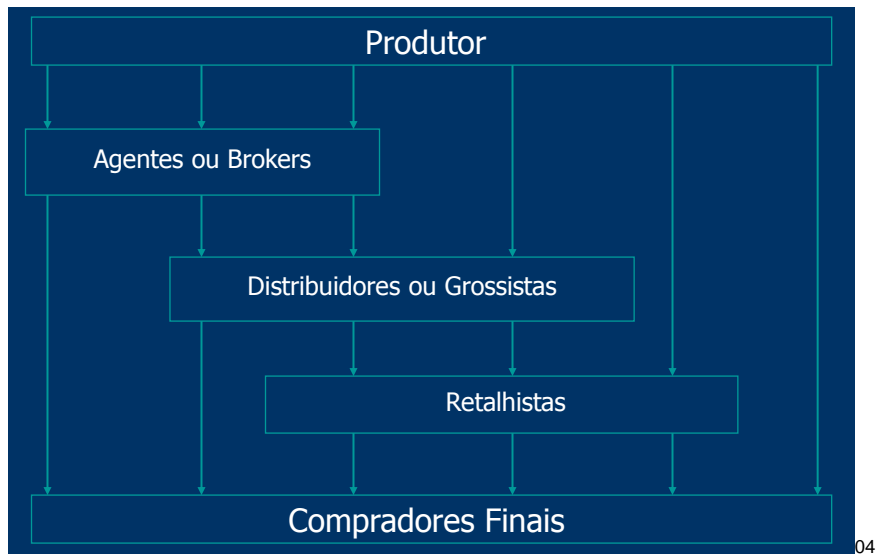 Produtor
Agentes ou Brokers
Distribuidores ou Grossistas
Retalhistas
Compradores Finais
04